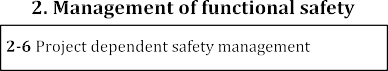 2. Management of functional safety
2-6 Project dependent safety management